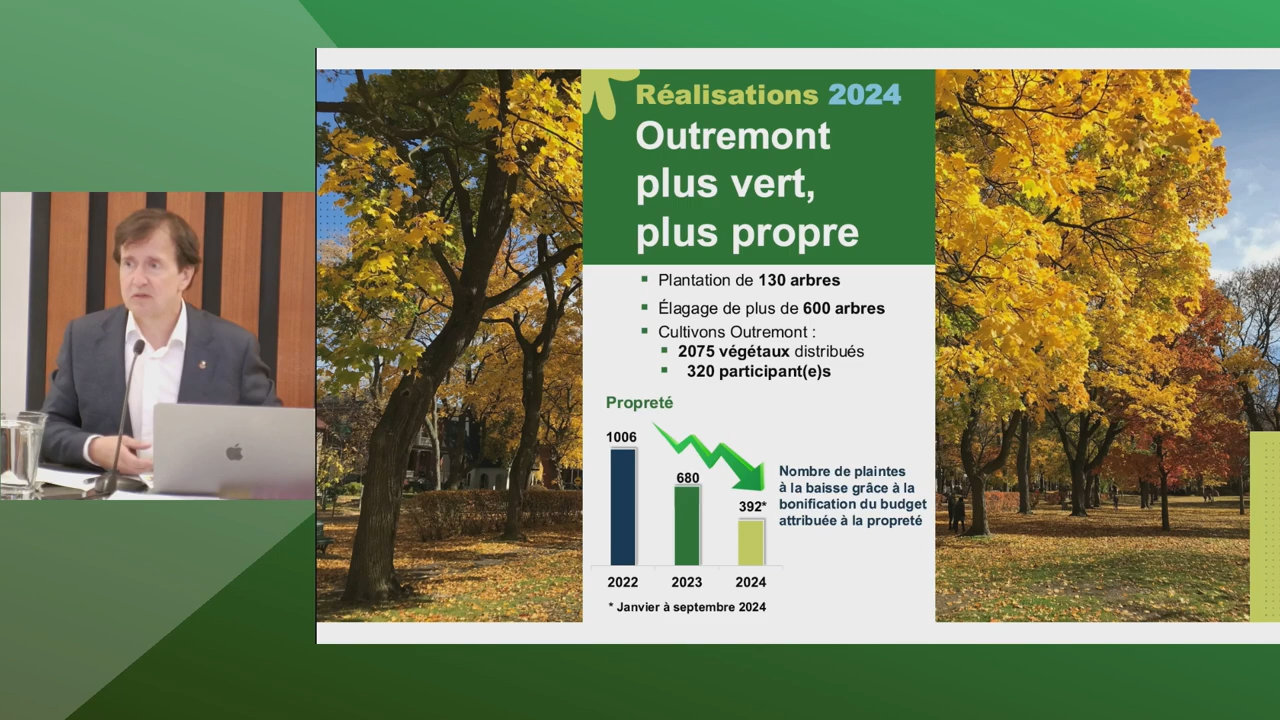 Réalisations 2024
Outremont
plus vert,
plus propre
▪ Plantation de 130 arbres
▪ Élagage de plus de 600 arbres
▪ Cultivons Outremont :
▪ 2075 végétaux distribués
▪ 320 participant(e)s
Propreté
1006
680
392*
Nombre de plaintes
à la baisse grâce à la
bonification du budget
attribuée à la propreté
2022 2023 2024
* Janvier à septembre 2024